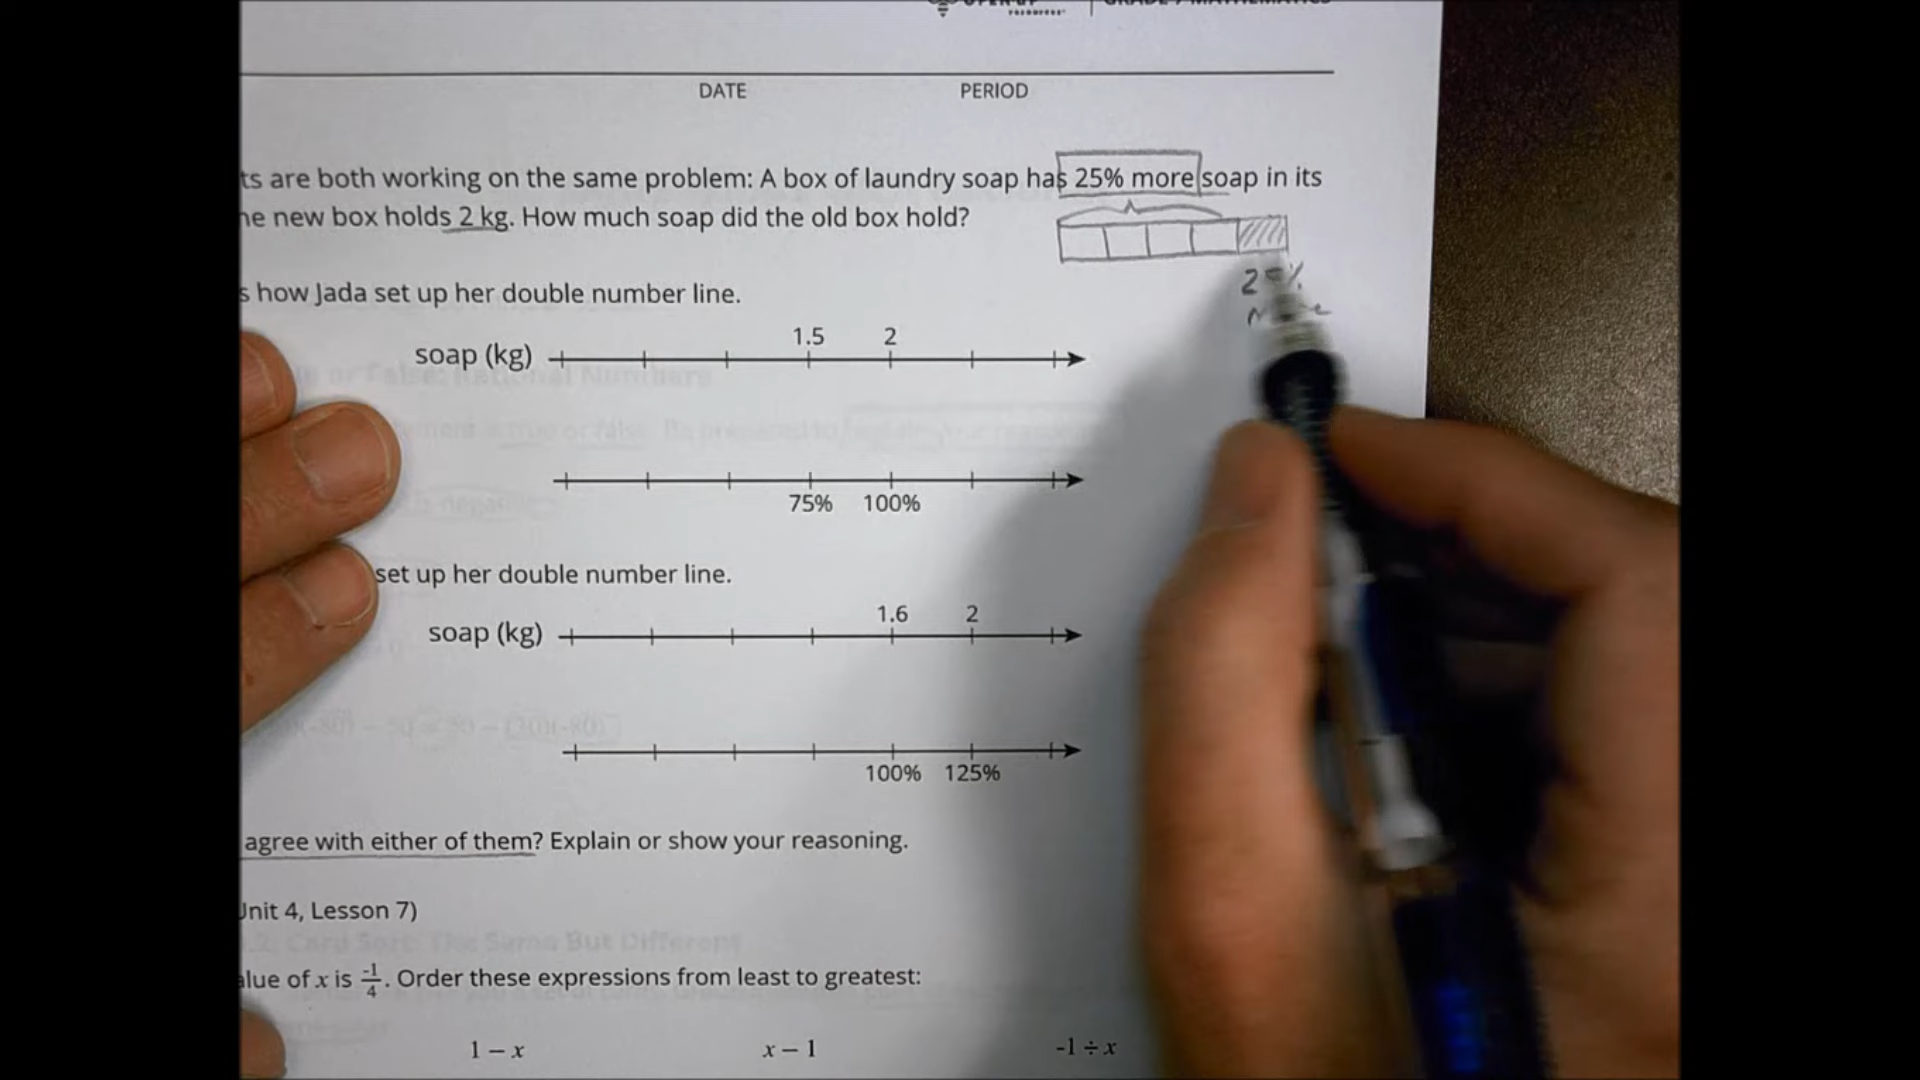 DATE PERIOD
ts are both working on the same problem: A box of laundry soap has 25% more soap in its
he new box holds 2 kg. How much soap did the old box hold?
s how Jada set up her double number line.
1.5 2
soap (kg)
75% 100%
set up her double number line.
1.6 2
soap (kg)
100% 125%
agree with either of them? Explain or show your reasoning.
Unit 4, Lesson 7)
alue of x is -1/4. Order these expressions from least to greatest:
1 – x x – 1 -1 ÷ x